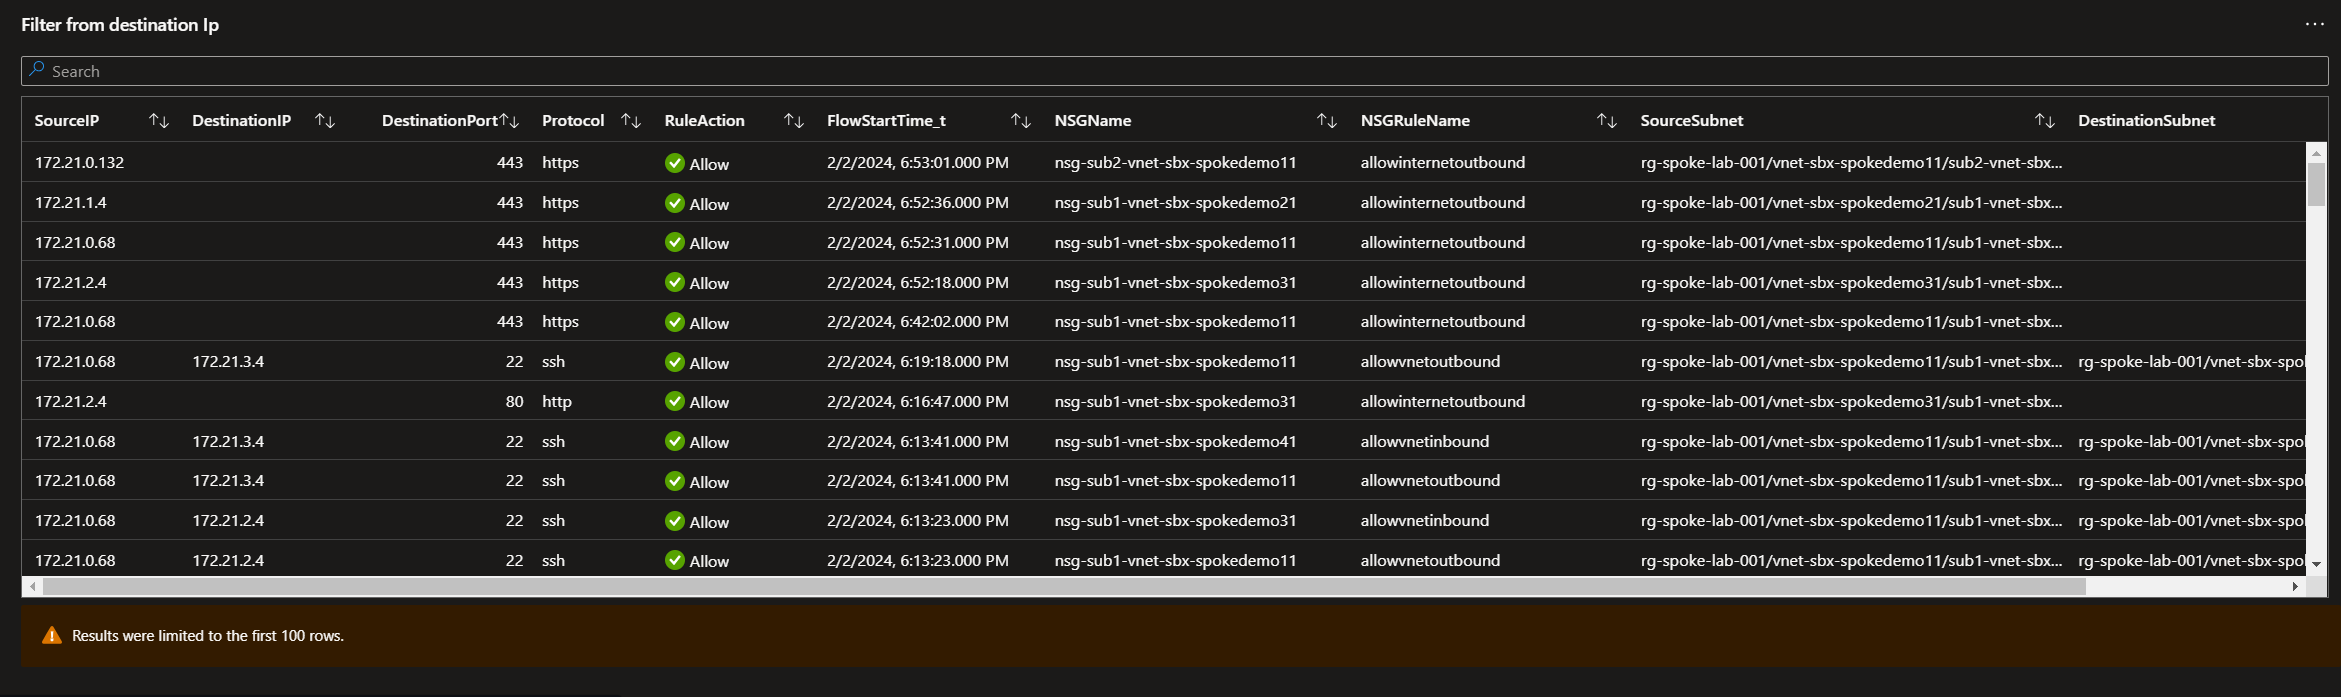 Filter from destination Ip
Search
SourceIP DestinationIP DestinationPort Protocol RuleAction FlowStartTime_t NSGName NSGRuleName SourceSubnet DestinationSubnet
172.21.0.132 443 https Allow 2/2/2024, 6:53:01.000 PM nsg-sub2-vnet-sbx-spokedemo11 allowinternetoutbound rg-spoke-lab-001/vnet-sbx-spokedemo11/sub2-vnet-sbx...
172.21.1.4 443 https Allow 2/2/2024, 6:52:36.000 PM nsg-sub1-vnet-sbx-spokedemo21 allowinternetoutbound rg-spoke-lab-001/vnet-sbx-spokedemo21/sub1-vnet-sbx...
172.21.0.68 443 https Allow 2/2/2024, 6:52:31.000 PM nsg-sub1-vnet-sbx-spokedemo11 allowinternetoutbound rg-spoke-lab-001/vnet-sbx-spokedemo11/sub1-vnet-sbx...
172.21.2.4 443 https Allow 2/2/2024, 6:52:18.000 PM nsg-sub1-vnet-sbx-spokedemo31 allowinternetoutbound rg-spoke-lab-001/vnet-sbx-spokedemo31/sub1-vnet-sbx...
172.21.0.68 443 https Allow 2/2/2024, 6:42:02.000 PM nsg-sub1-vnet-sbx-spokedemo11 allowinternetoutbound rg-spoke-lab-001/vnet-sbx-spokedemo11/sub1-vnet-sbx...
172.21.0.68 172.21.3.4 22 ssh Allow 2/2/2024, 6:19:18.000 PM nsg-sub1-vnet-sbx-spokedemo11 allowvnetoutbound rg-spoke-lab-001/vnet-sbx-spokedemo11/sub1-vnet-sbx... rg-spoke-lab-001/vnet-sbx-spol
172.21.2.4 80 http Allow 2/2/2024, 6:16:47.000 PM nsg-sub1-vnet-sbx-spokedemo31 allowinternetoutbound rg-spoke-lab-001/vnet-sbx-spokedemo31/sub1-vnet-sbx...
172.21.0.68 172.21.3.4 22 ssh Allow 2/2/2024, 6:13:41.000 PM nsg-sub1-vnet-sbx-spokedemo41 allowvnetinbound rg-spoke-lab-001/vnet-sbx-spokedemo11/sub1-vnet-sbx... rg-spoke-lab-001/vnet-sbx-spol
172.21.0.68 172.21.3.4 22 ssh Allow 2/2/2024, 6:13:41.000 PM nsg-sub1-vnet-sbx-spokedemo11 allowvnetoutbound rg-spoke-lab-001/vnet-sbx-spokedemo11/sub1-vnet-sbx... rg-spoke-lab-001/vnet-sbx-spol
172.21.0.68 172.21.2.4 22 ssh Allow 2/2/2024, 6:13:23.000 PM nsg-sub1-vnet-sbx-spokedemo31 allowvnetinbound rg-spoke-lab-001/vnet-sbx-spokedemo11/sub1-vnet-sbx... rg-spoke-lab-001/vnet-sbx-spol
172.21.0.68 172.21.2.4 22 ssh Allow 2/2/2024, 6:13:23.000 PM nsg-sub1-vnet-sbx-spokedemo11 allowvnetoutbound rg-spoke-lab-001/vnet-sbx-spokedemo11/sub1-vnet-sbx... rg-spoke-lab-001/vnet-sbx-spol
Results were limited to the first 100 rows.